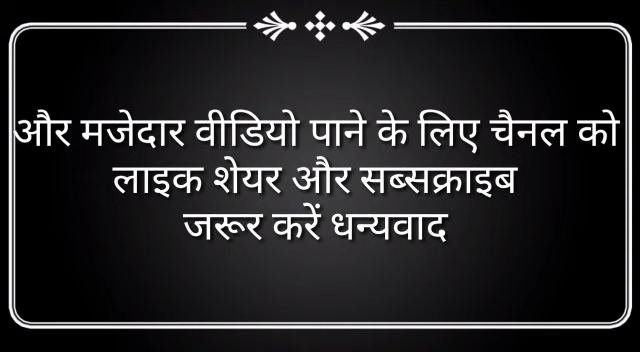 और मजेदार वीडियो पाने के लिए चैनल को
लाइक शेयर और सब्सक्राइब
जरूर करें धन्यवाद